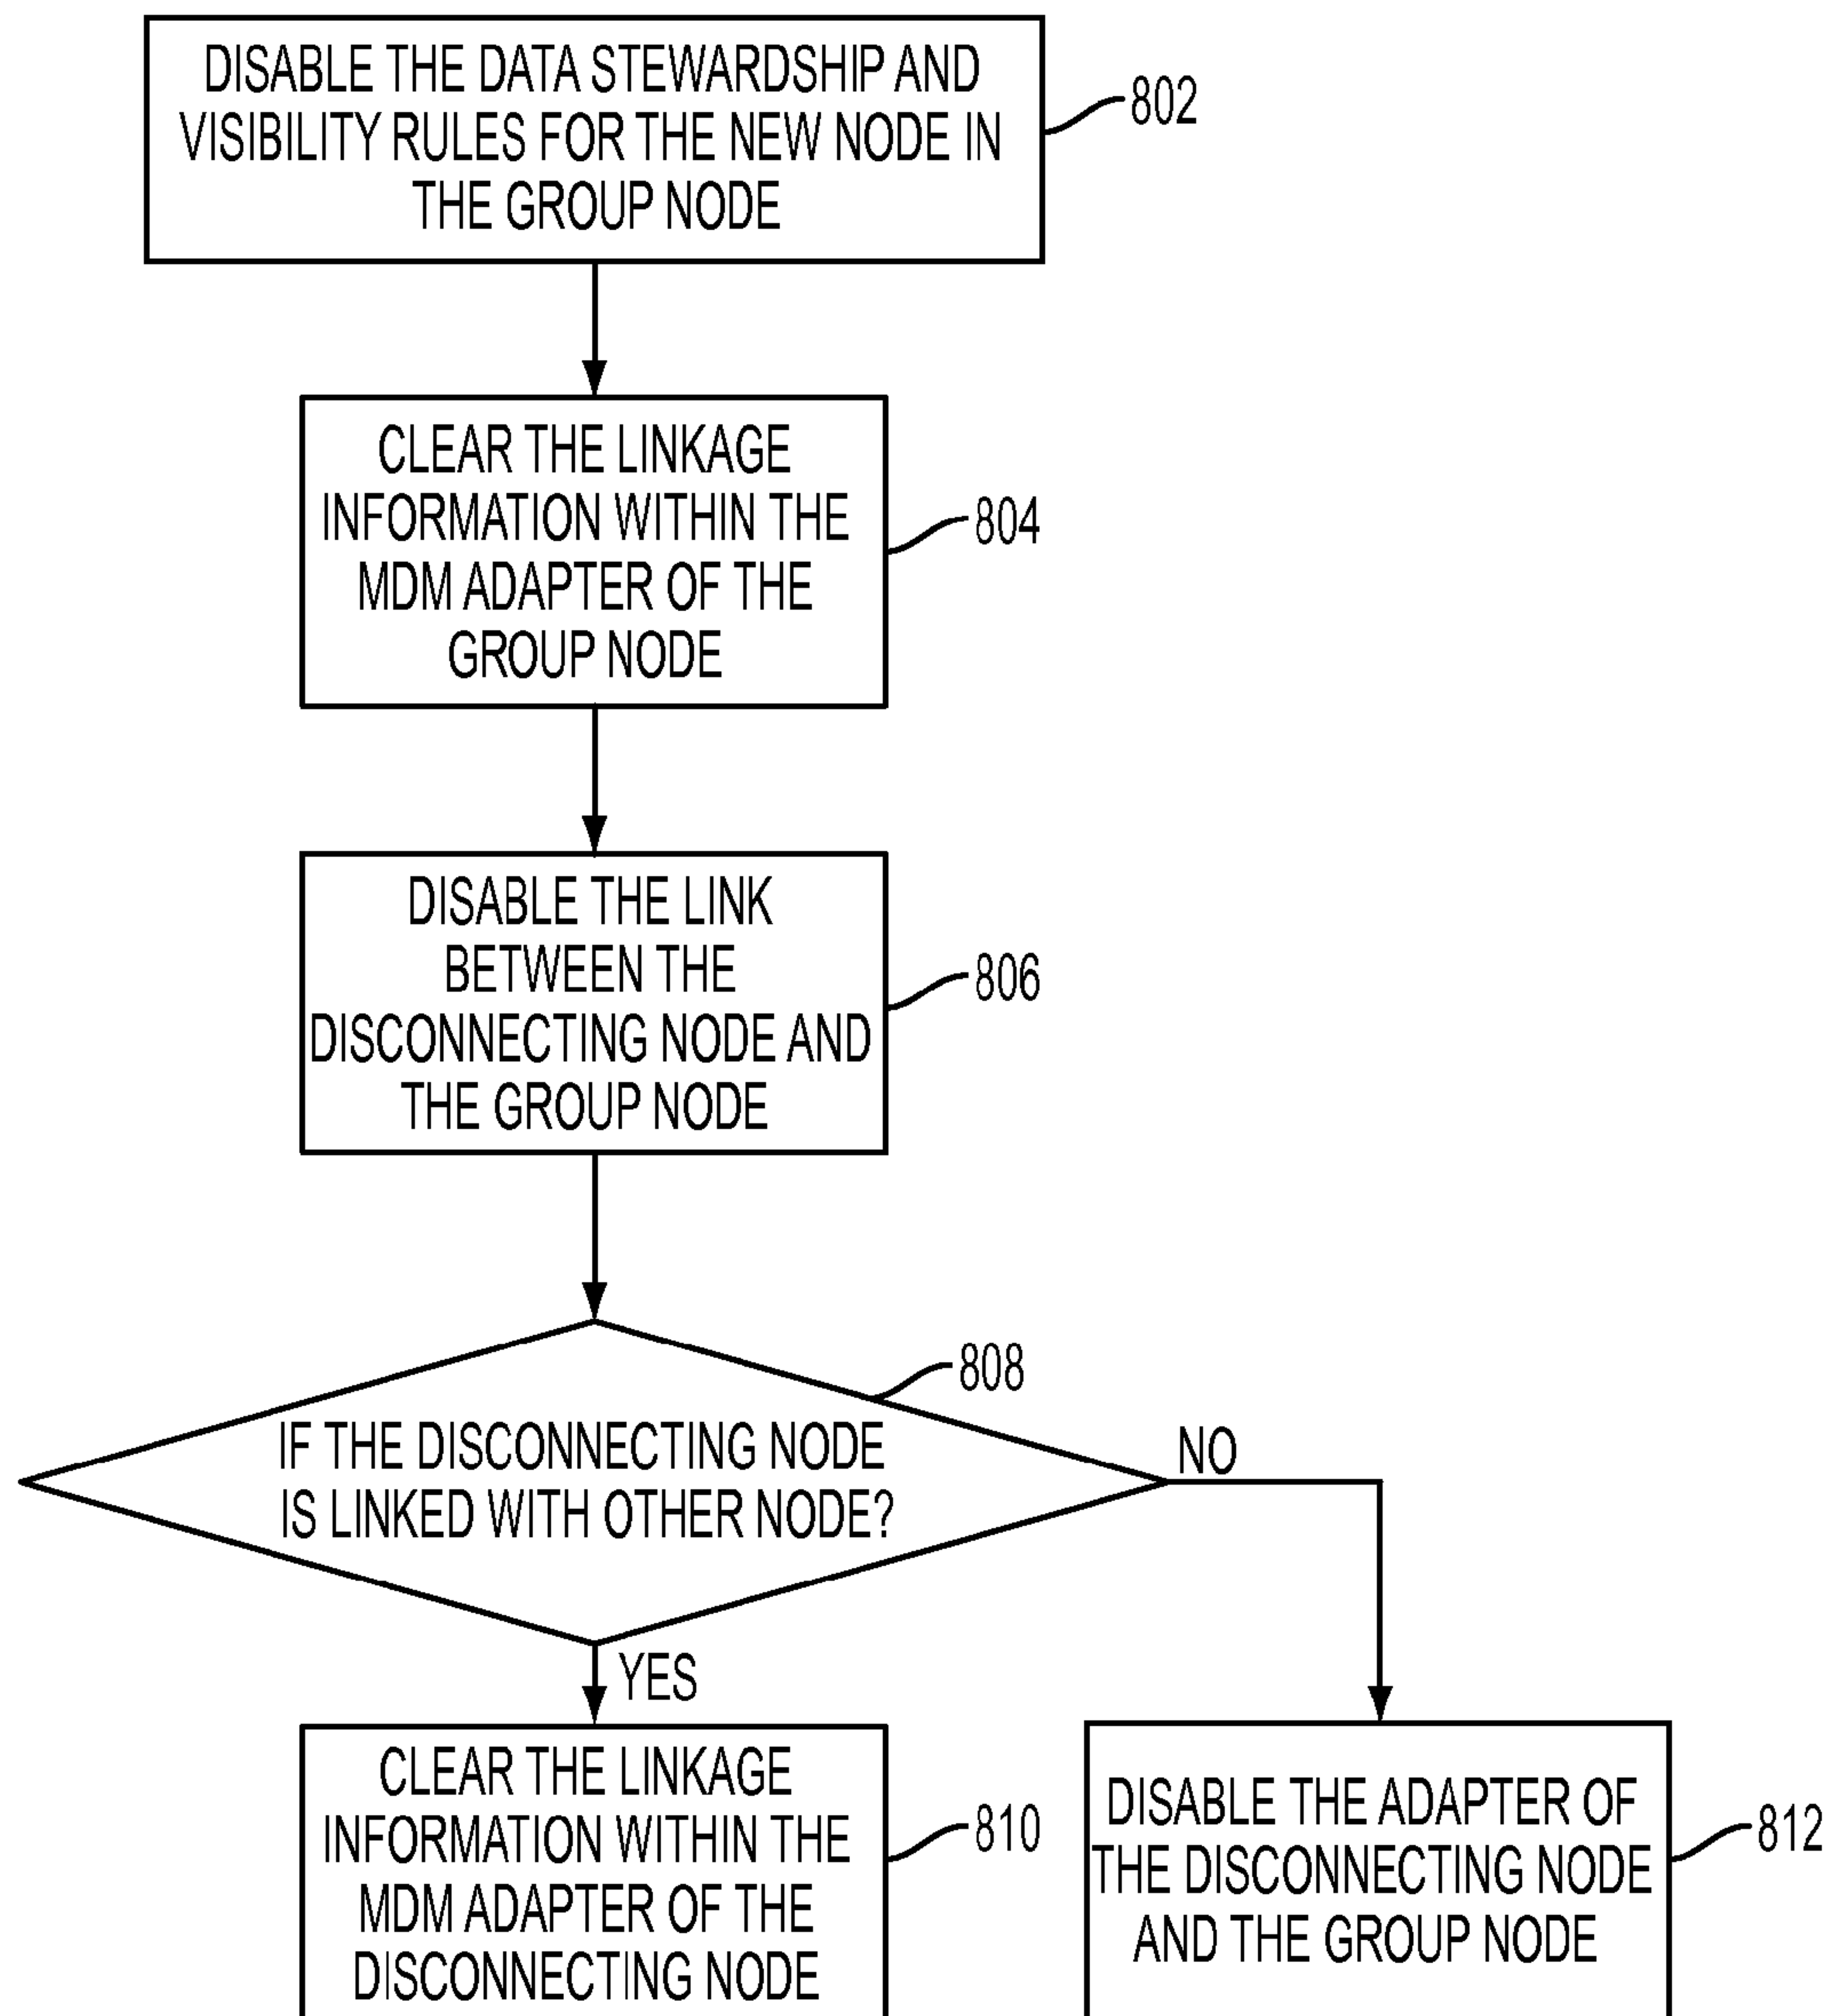 DISABLE THE DATA STEWARDSHIP AND
VISIBILITY RULES FOR THE NEW NODE IN
THE GROUP NODE
802
CLEAR THE LINKAGE
INFORMATION WITHIN THE
MDM ADAPTER OF THE
GROUP NODE
804
DISABLE THE LINK
BETWEEN THE
DISCONNECTING NODE AND
THE GROUP NODE
806
808
IF THE DISCONNECTING NODE
IS LINKED WITH OTHER NODE?
NO
YES
CLEAR THE LINKAGE
INFORMATION WITHIN THE
MDM ADAPTER OF THE
DISCONNECTING NODE
810
DISABLE THE ADAPTER OF
THE DISCONNECTING NODE
AND THE GROUP NODE
812